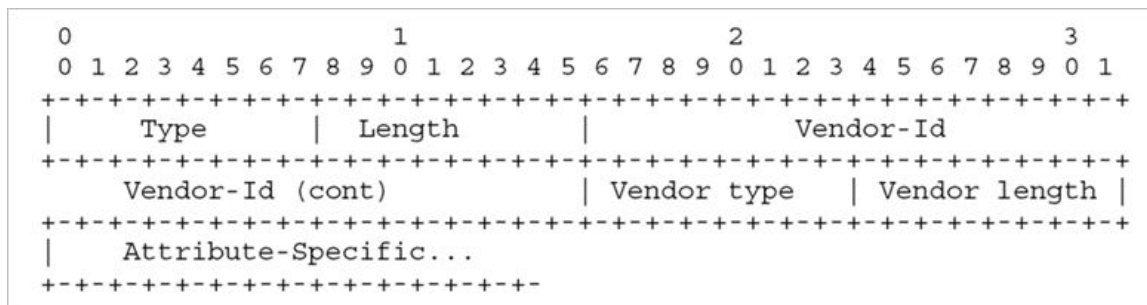 0                   1                   2                   3
0 1 2 3 4 5 6 7 8 9 0 1 2 3 4 5 6 7 8 9 0 1 2 3 4 5 6 7 8 9 0 1
+-+-+-+-+-+-+-+-+-+-+-+-+-+-+-+-+-+-+-+-+-+-+-+-+-+-+-+-+-+-+-+-+
|     Type      |  Length       |            Vendor-Id
+-+-+-+-+-+-+-+-+-+-+-+-+-+-+-+-+-+-+-+-+-+-+-+-+-+-+-+-+-+-+-+-+
     Vendor-Id (cont)           | Vendor type   | Vendor length |
+-+-+-+-+-+-+-+-+-+-+-+-+-+-+-+-+-+-+-+-+-+-+-+-+-+-+-+-+-+-+-+-+
|    Attribute-Specific...
+-+-+-+-+-+-+-+-+-+-+-+-+-+-+-